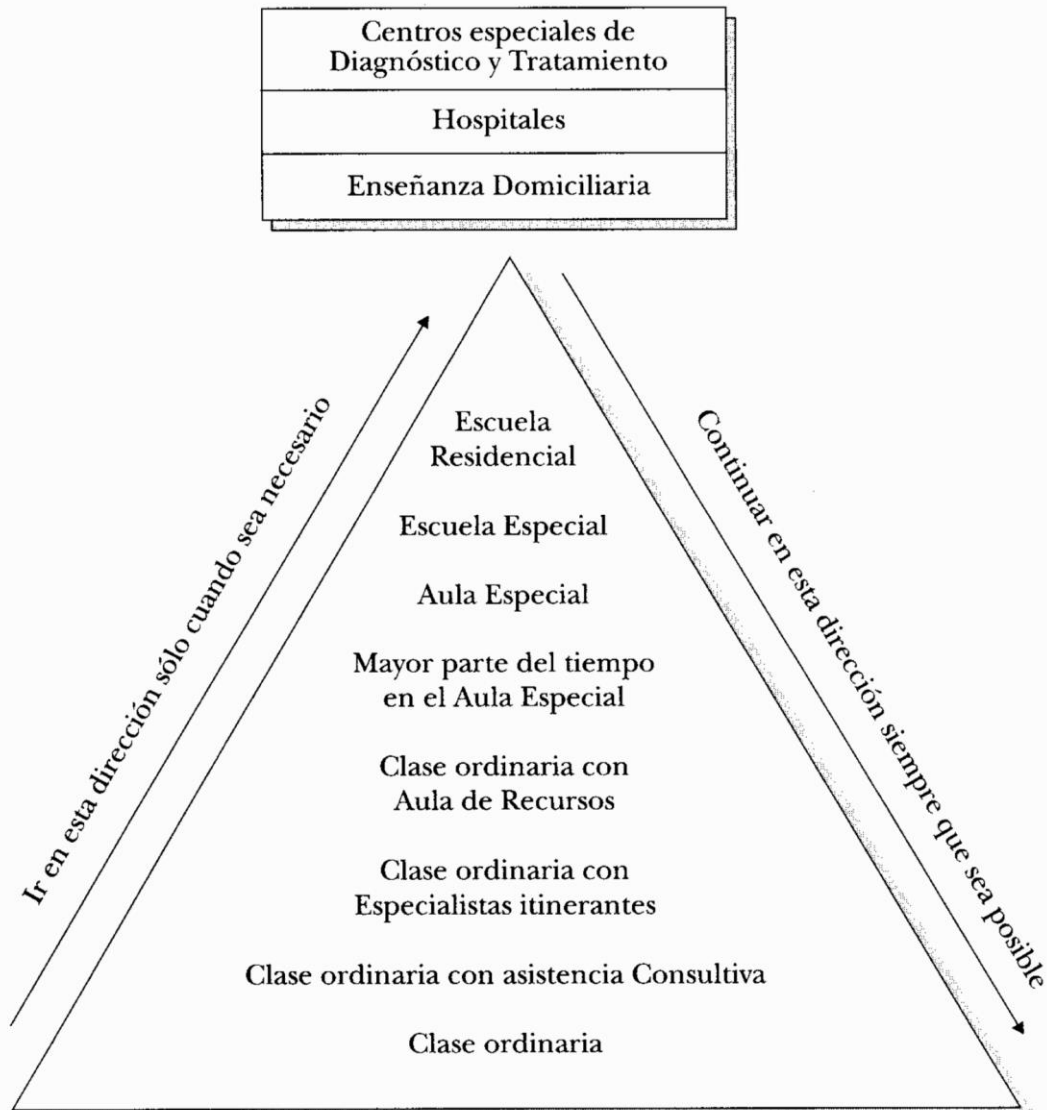 Centros especiales de
Diagnóstico y Tratamiento
Hospitales
Enseñanza Domiciliaria
Ir en esta dirección sólo cuando sea necesario
Continuar en esta dirección siempre que sea posible
Escuela
Residencial
Escuela Especial
Aula Especial
Mayor parte del tiempo
en el Aula Especial
Clase ordinaria con
Aula de Recursos
Clase ordinaria con
Especialistas itinerantes
Clase ordinaria con asistencia Consultiva
Clase ordinaria